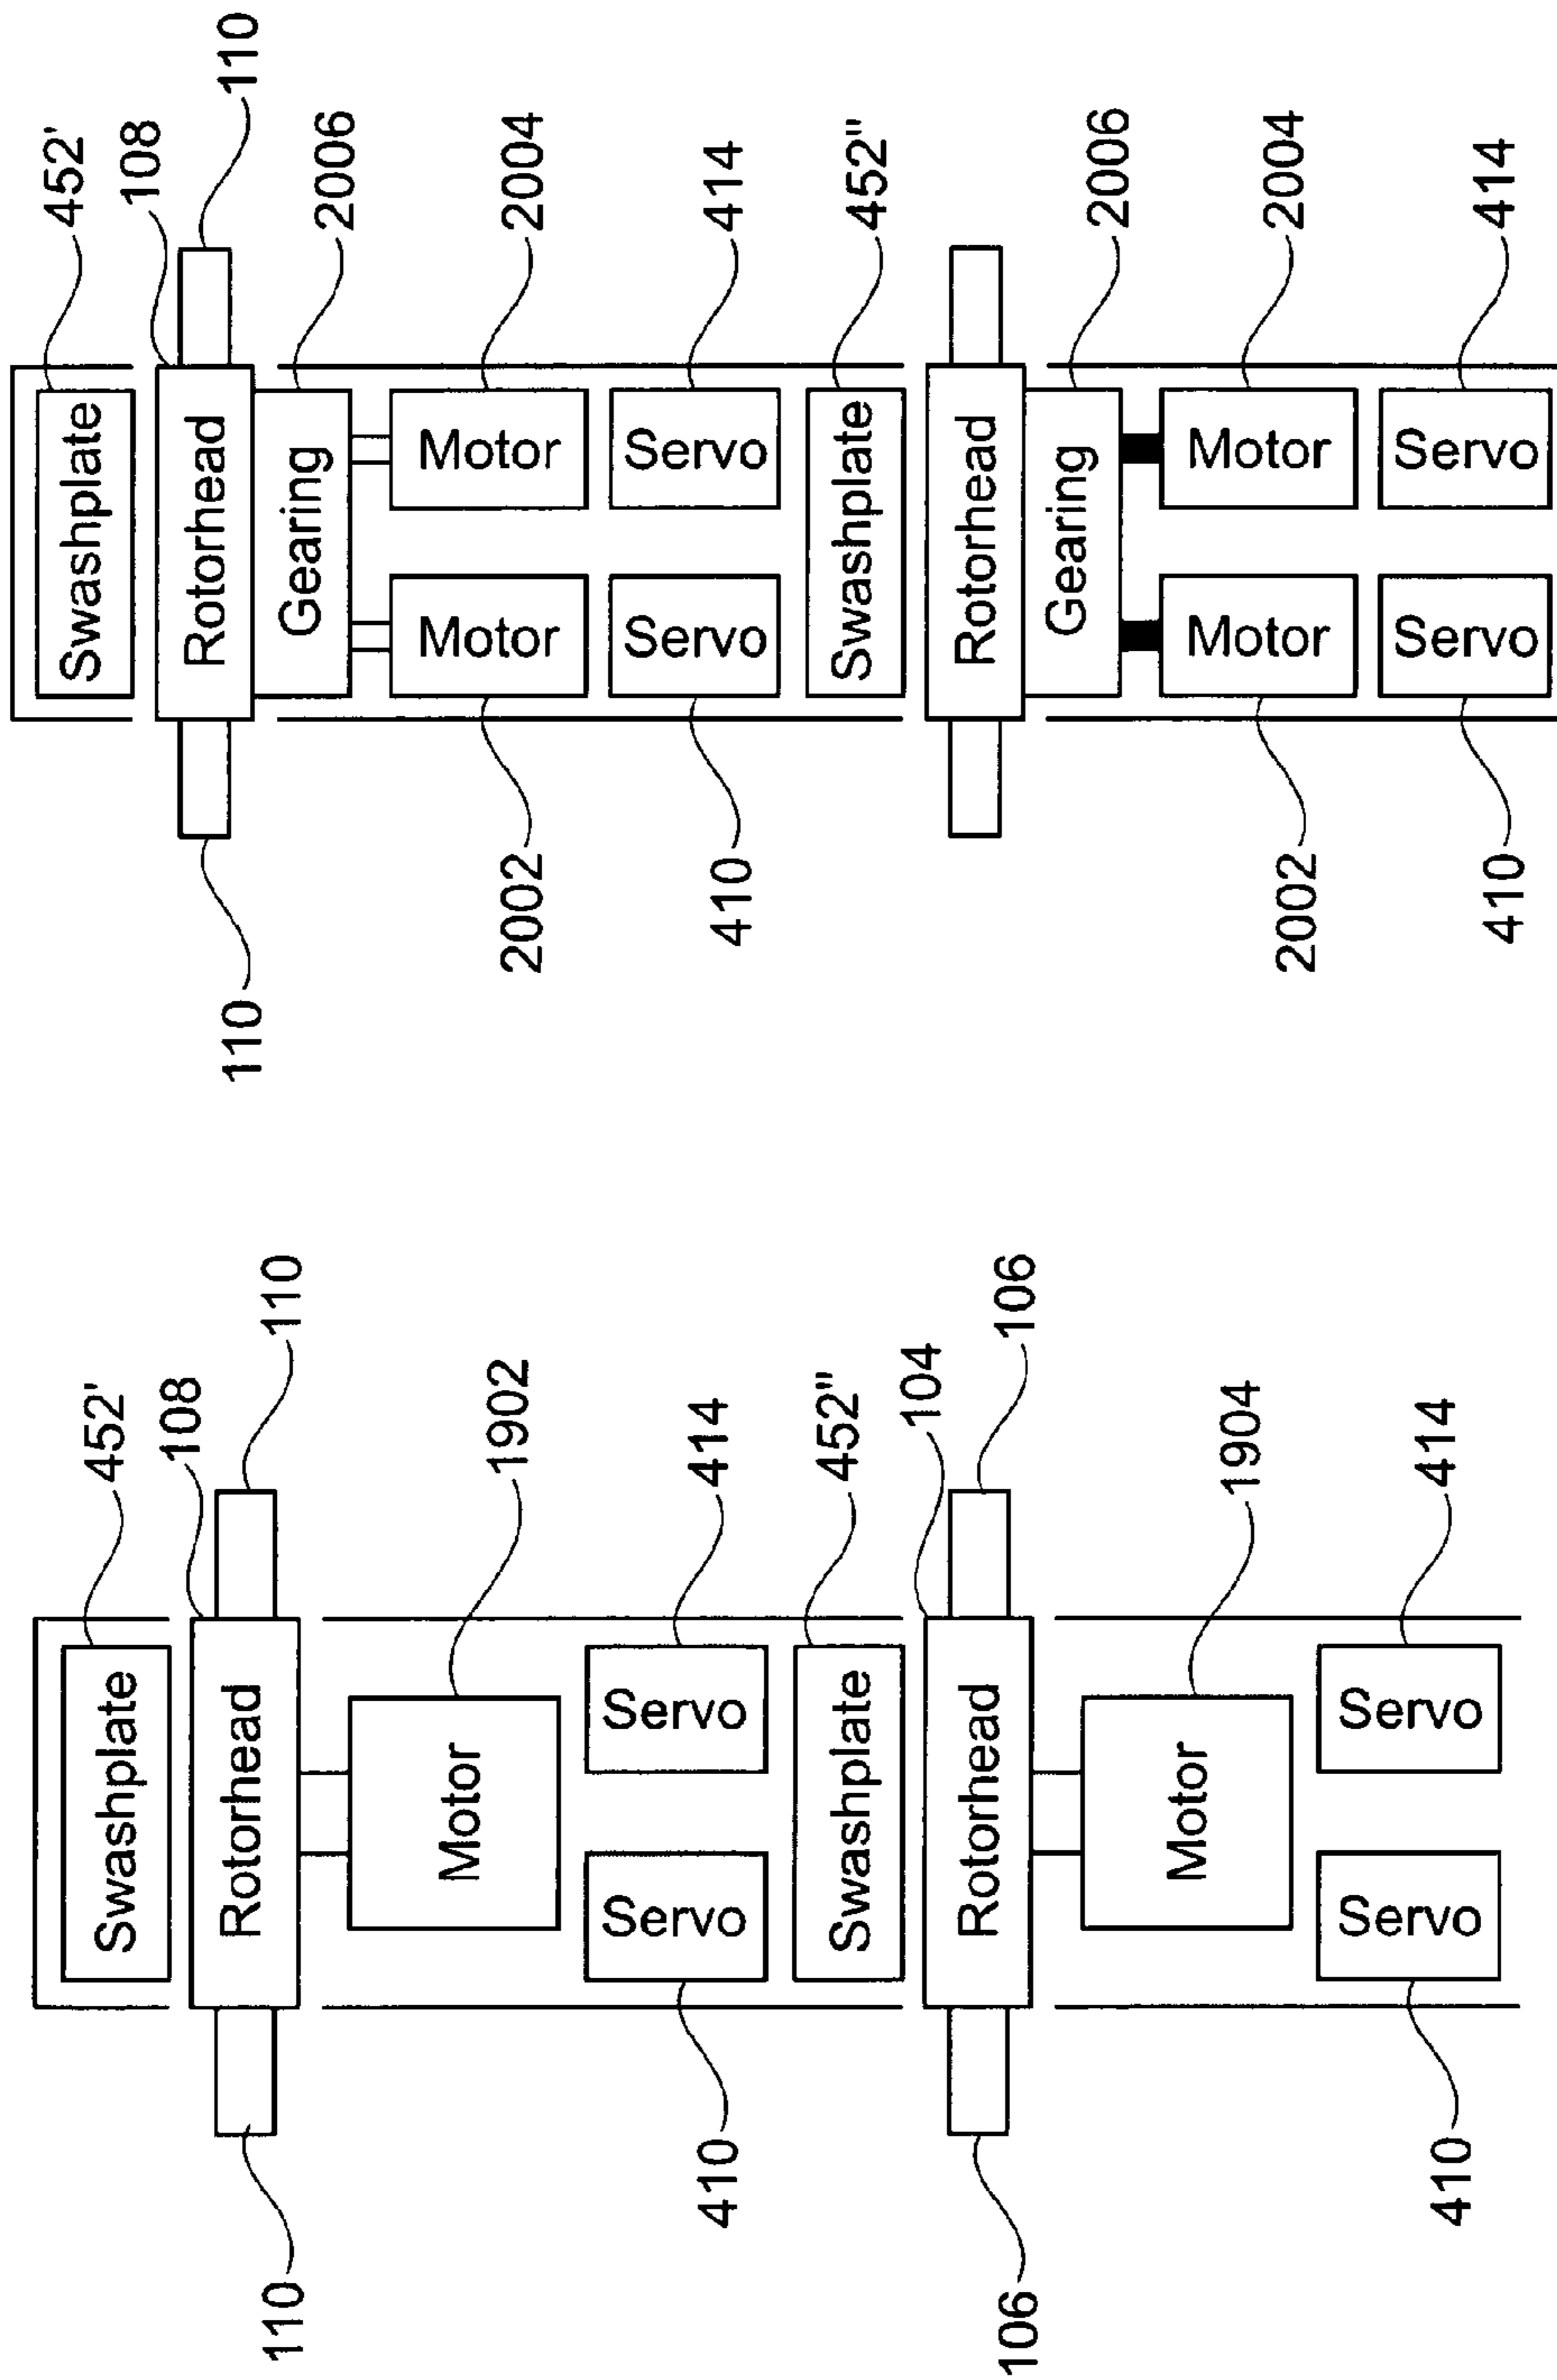 452'
Swashplate
108
Rotorhead
110
110
1902
Motor
Servo
Servo
414
410
452"
Swashplate
104
Rotorhead
106
106
1904
Motor
Servo
Servo
414
410
452'
Swashplate
108
Rotorhead
110
110
Gearing
2006
Motor
Motor
2002
2004
Servo
Servo
410
414
Swashplate
452"
Rotorhead
Gearing
2006
Motor
Motor
2002
2004
Servo
Servo
410
414